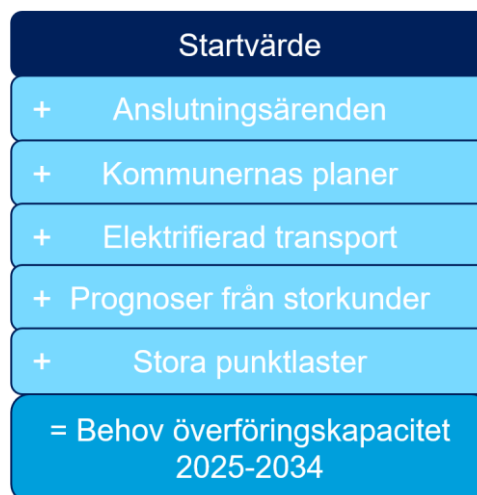 Startvärde
+ Anslutningsärenden
+ Kommunernas planer
+ Elektrifierad transport
+ Prognoser från storkunder
+ Stora punktlaster
= Behov överföringskapacitet
2025-2034